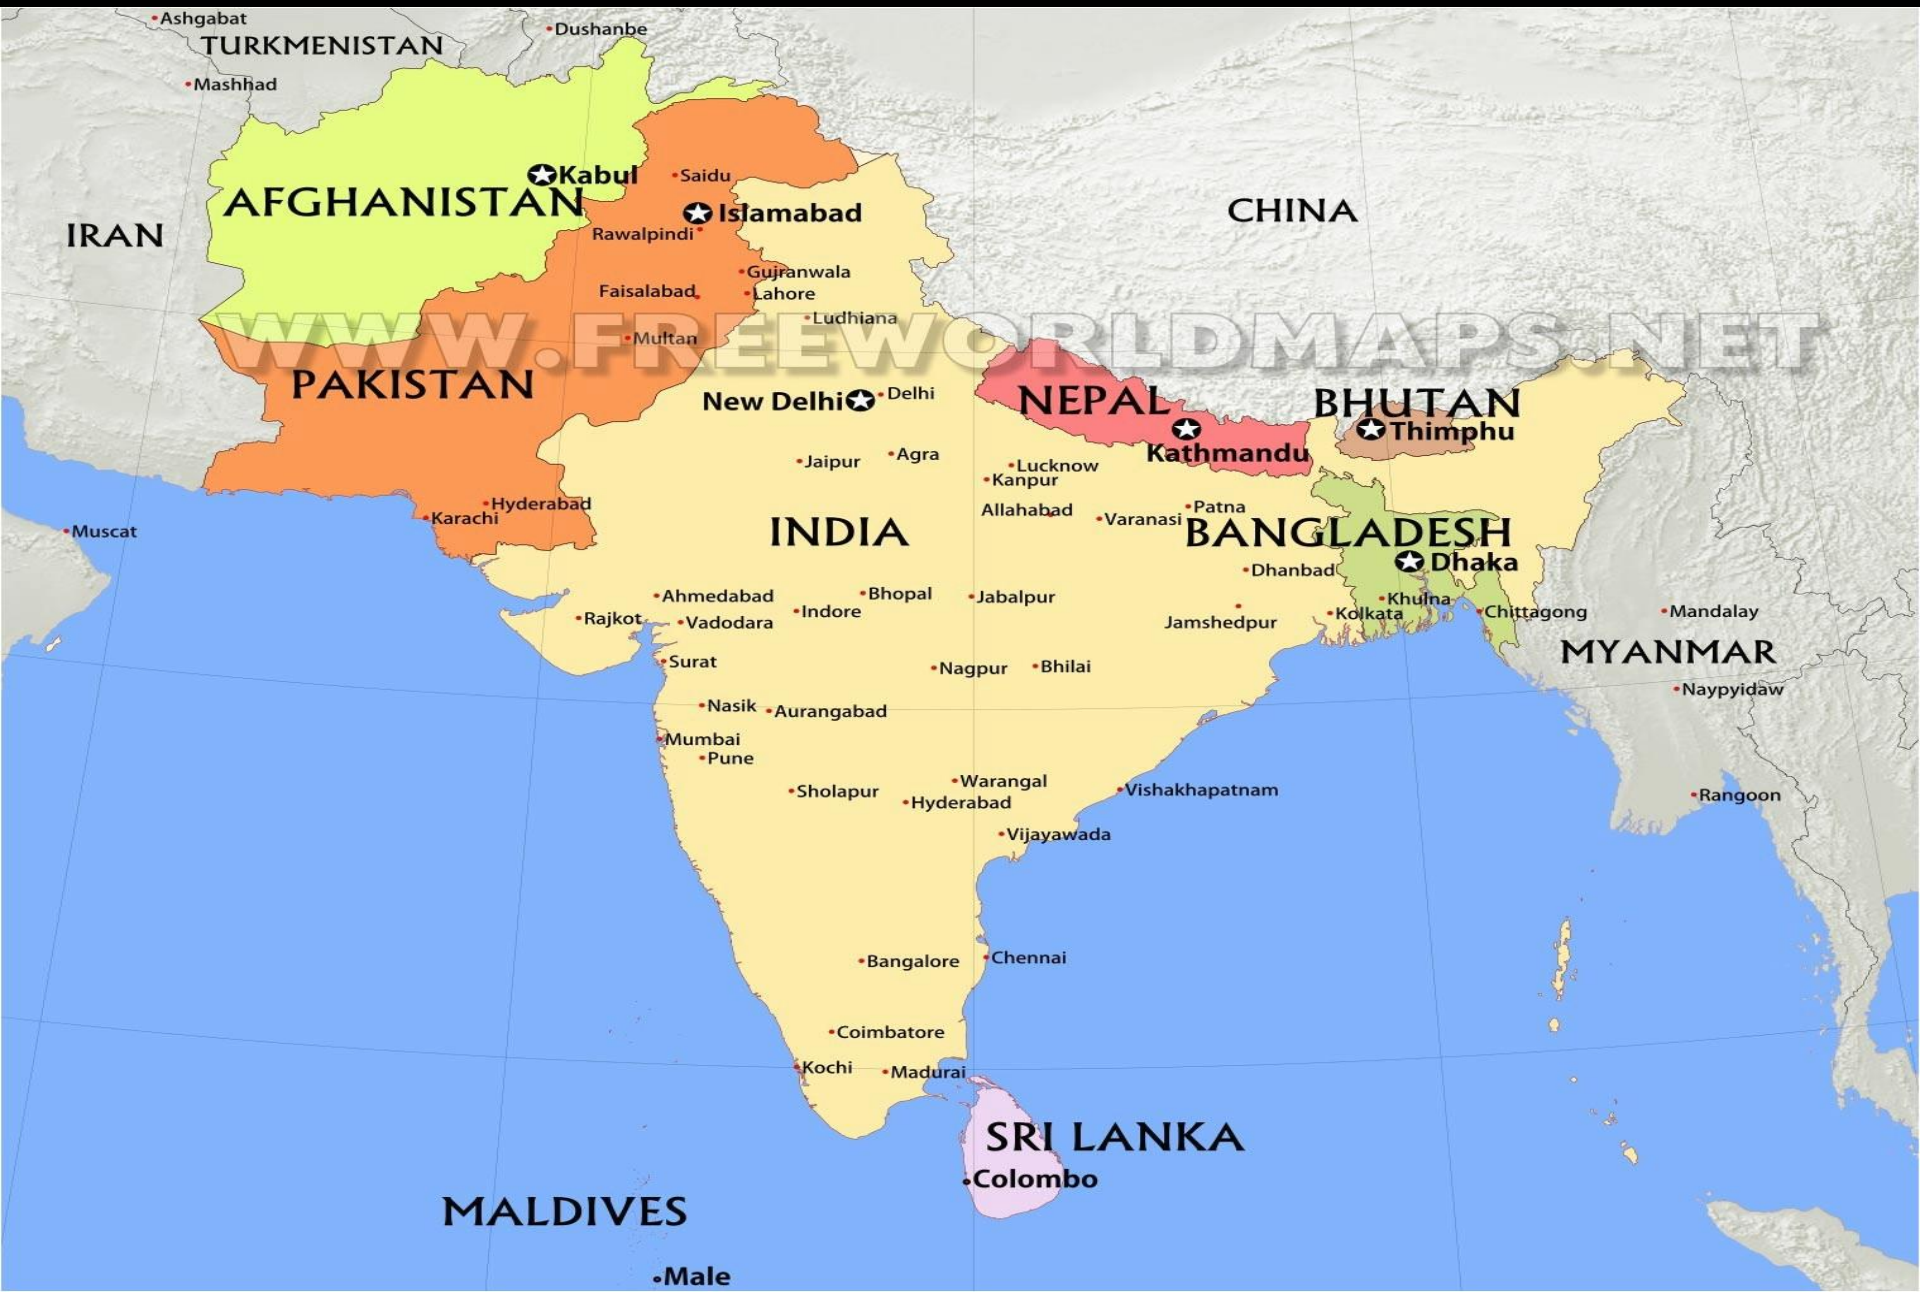 Ashgabat
Dushanbe
TURKMENISTAN
Mashhad
Kabul
Saidu
AFGHANISTAN
Islamabad
CHINA
IRAN
Rawalpindi
Gujranwala
Faisalabad
Lahore
Ludhiana
WWW.FREEWORLDMAPS.NET
Multan
PAKISTAN
New Delhi
Delhi
NEPAL
BHUTAN
Thimphu
Kathmandu
Jaipur
Agra
Lucknow
Kanpur
Hyderabad
Karachi
Allahabad
Varanasi
Patna
Muscat
INDIA
BANGLADESH
Dhaka
Dhanbad
Ahmedabad
Bhopal
Jabalpur
Khulna
Rajkot
Vadodara
Indore
Jamshedpur
Kolkata
Chittagong
Mandalay
MYANMAR
Surat
Nagpur
Bhilai
Naypyidaw
Nasik
Aurangabad
Mumbai
Pune
Sholapur
Warangal
Hyderabad
Vishakhapatnam
Rangoon
Vijayawada
Bangalore
Chennai
Coimbatore
Kochi
Madurai
SRI LANKA
Colombo
MALDIVES
Male